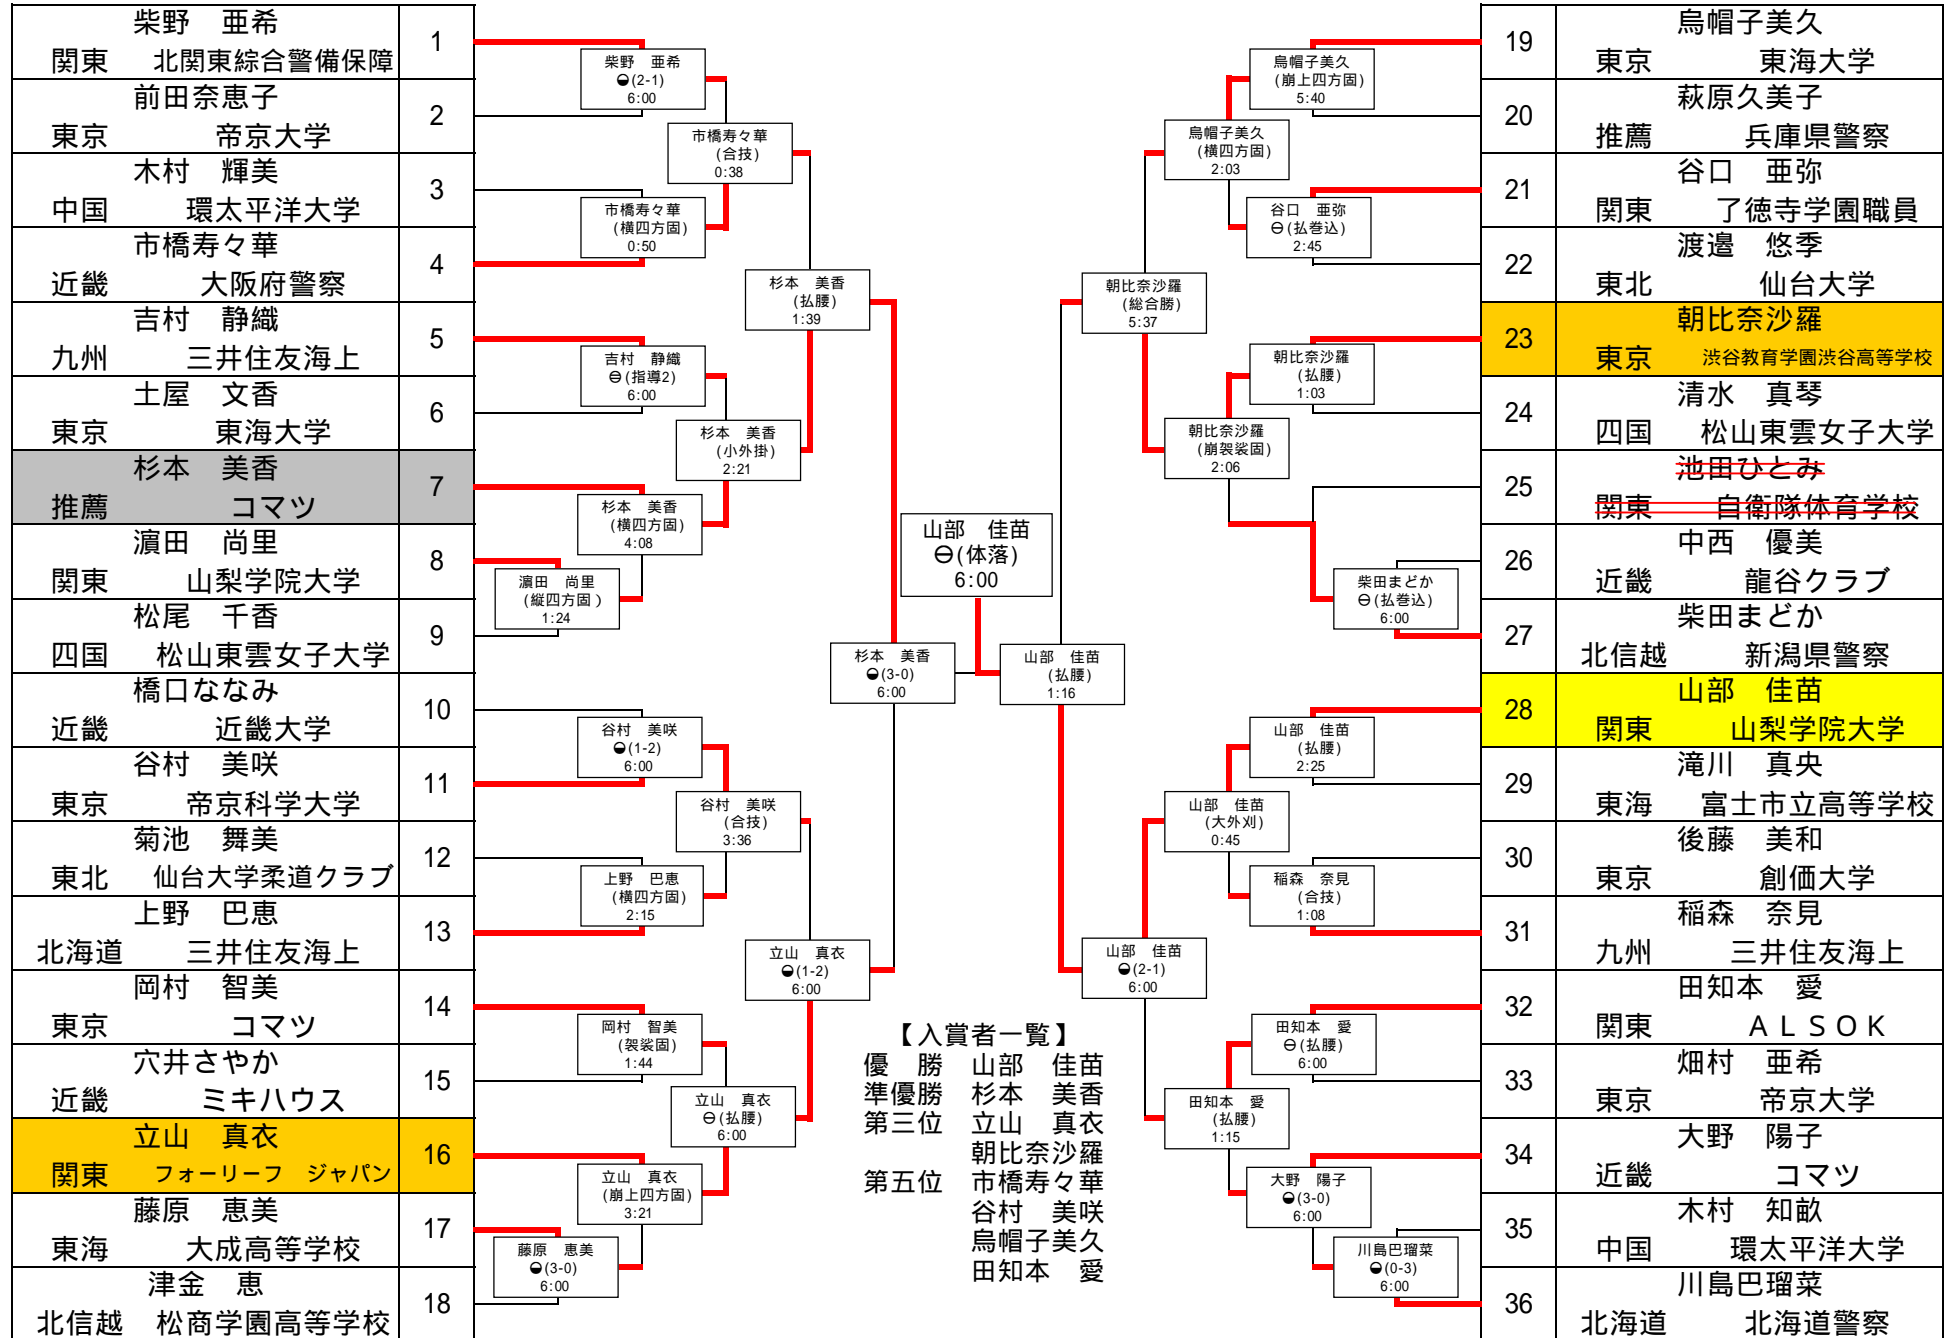 柴野　亜希
関東　北関東綜合警備保障
1
前田奈恵子
東京　帝京大学
2
木村　輝美
中国　環太平洋大学
3
市橋寿々華
近畿　大阪府警察
4
吉村　静織
九州　三井住友海上
5
土屋　文香
東京　東海大学
6
杉本　美香
推薦　コマツ
7
濵田　尚里
関東　山梨学院大学
8
松尾　千香
四国　松山東雲女子大学
9
橋口ななみ
近畿　近畿大学
10
谷村　美咲
東京　帝京科学大学
11
菊池　舞美
東北　仙台大学柔道クラブ
12
上野　巴恵
北海道　三井住友海上
13
岡村　智美
東京　コマツ
14
穴井さやか
近畿　ミキハウス
15
立山　真衣
関東　フォーリーフ　ジャパン
16
藤原　恵美
東海　大成高等学校
17
津金　恵
北信越　松商学園高等学校
18
柴野　亜希
◒(2-1)
6:00
市橋寿々華
(横四方固)
0:50
吉村　静織
⊖(指導2)
6:00
杉本　美香
(横四方固)
4:08
濵田　尚里
(縦四方固)
1:24
谷村　美咲
◒(1-2)
6:00
上野　巴恵
(横四方固)
2:15
岡村　智美
(袈裟固)
1:44
立山　真衣
(崩上四方固)
3:21
藤原　恵美
◒(3-0)
6:00
市橋寿々華
(合技)
0:38
杉本　美香
(小外掛)
2:21
谷村　美咲
(合技)
3:36
立山　真衣
⊖(払腰)
6:00
杉本　美香
(払腰)
1:39
立山　真衣
◒(1-2)
6:00
杉本　美香
◒(3-0)
6:00
山部　佳苗
⊖(体落)
6:00
山部　佳苗
(払腰)
1:16
朝比奈沙羅
(総合勝)
5:37
山部　佳苗
◒(2-1)
6:00
烏帽子美久
(横四方固)
2:03
朝比奈沙羅
(崩袈裟固)
2:06
山部　佳苗
(大外刈)
0:45
田知本　愛
(払腰)
1:15
烏帽子美久
(崩上四方固)
5:40
谷口　亜弥
⊖(払巻込)
2:45
朝比奈沙羅
(払腰)
1:03
柴田まどか
⊖(払巻込)
6:00
山部　佳苗
(払腰)
2:25
稲森　奈見
(合技)
1:08
田知本　愛
⊖(払腰)
6:00
大野　陽子
◒(3-0)
6:00
川島巴瑠菜
◒(0-3)
6:00
【入賞者一覧】
優　勝　山部　佳苗
準優勝　杉本　美香
第三位　立山　真衣
朝比奈沙羅
第五位　市橋寿々華
谷村　美咲
烏帽子美久
田知本　愛
19
烏帽子美久
東京　東海大学
20
萩原久美子
推薦　兵庫県警察
21
谷口　亜弥
関東　了徳寺学園職員
22
渡邉　悠季
東北　仙台大学
23
朝比奈沙羅
東京　渋谷教育学園渋谷高等学校
24
清水　真琴
四国　松山東雲女子大学
25
池田ひとみ
関東　自衛隊体育学校
26
中西　優美
近畿　龍谷クラブ
27
柴田まどか
北信越　新潟県警察
28
山部　佳苗
関東　山梨学院大学
29
滝川　真央
東海　富士市立高等学校
30
後藤　美和
東京　創価大学
31
稲森　奈見
九州　三井住友海上
32
田知本　愛
関東　ＡＬＳＯＫ
33
畑村　亜希
東京　帝京大学
34
大野　陽子
近畿　コマツ
35
木村　知畝
中国　環太平洋大学
36
川島巴瑠菜
北海道　北海道警察